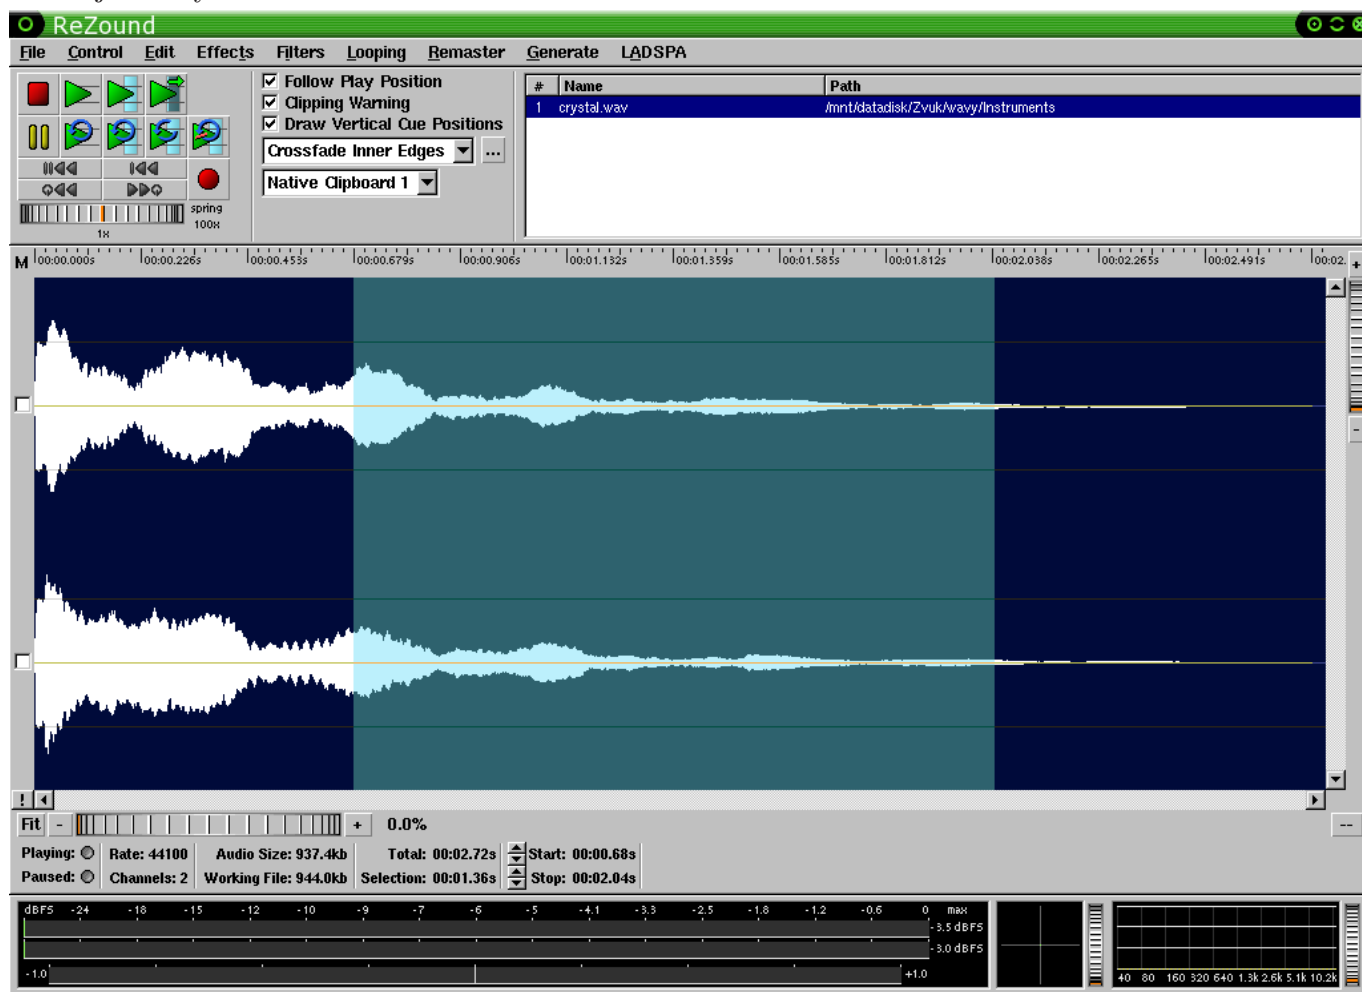 ReZound
File Control Edit Effects Filters Looping Remaster Generate LADSPA
Follow Play Position
Clipping Warning
Draw Vertical Cue Positions
Crossfade Inner Edges ...
Native Clipboard 1
spring
100x
1x
# Name Path
1 crystal.wav /mnt/datadisk/Zvuk/wavy/Instruments
M 00:00.000s 00:00.226s 00:00.453s 00:00.679s 00:00.906s 00:01.132s 00:01.359s 00:01.585s 00:01.812s 00:02.038s 00:02.265s 00:02.491s 00:02. +
-
!
Fit - + 0.0% --
Playing: Rate: 44100 Audio Size: 937.4kb Total: 00:02.72s Start: 00:00.68s
Paused: Channels: 2 Working File: 944.0kb Selection: 00:01.36s Stop: 00:02.04s
dBFS -24 -18 -15 -12 -10 -9 -7 -6 -5 -4.1 -3.3 -2.5 -1.8 -1.2 -0.6 0 max
-3.5 dBFS
-3.0 dBFS
-1.0 +1.0
40 80 160 320 640 1.3k 2.6k 5.1k 10.2k